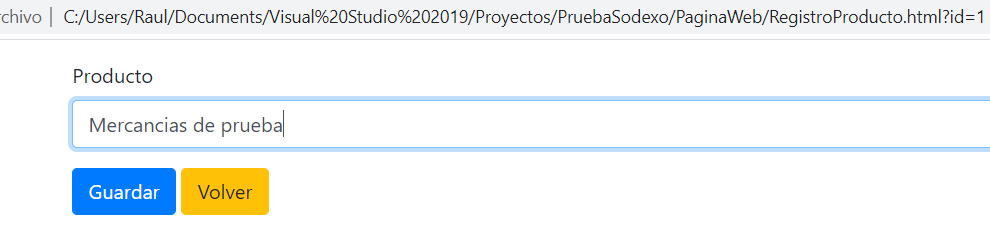 rchivo C:/Users/Raul/Documents/Visual%20Studio%202019/Proyectos/PruebaSodexo/PaginaWeb/RegistroProducto.html?id=1
Producto
Mercancias de prueba
Guardar Volver